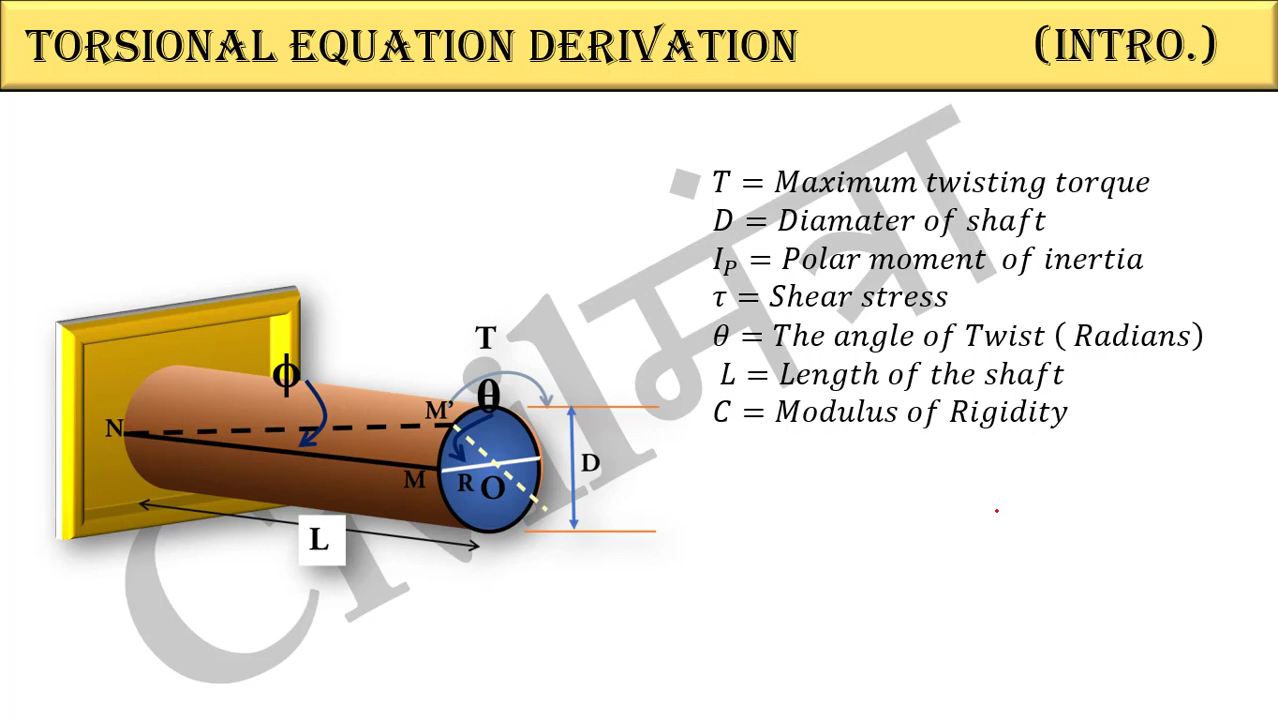 TORSIONAL EQUATION DERIVATION (INTRO.)
T = Maximum twisting torque
D = Diamater of shaft
I_P = Polar moment of inertia
τ = Shear stress
θ = The angle of Twist ( Radians)
L = Length of the shaft
C = Modulus of Rigidity
T
ϕ
θ
M'
N
M
R
O
D
L
Civilमंत्रा